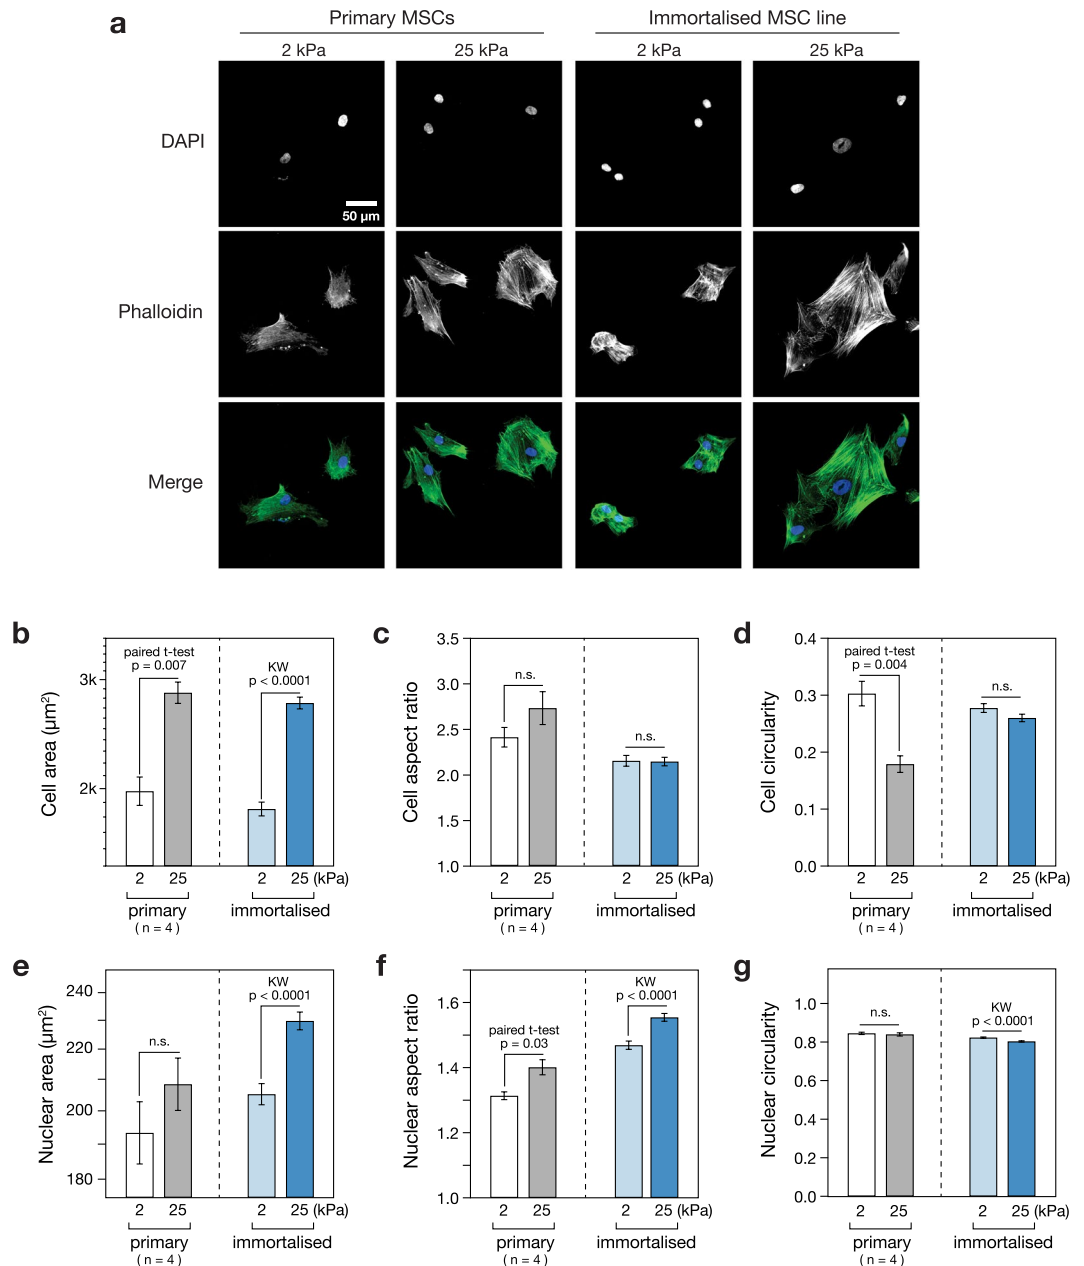 a
Primary MSCs
Immortalised MSC line
2 kPa
25 kPa
2 kPa
25 kPa
DAPI
50 µm
Phalloidin
Merge
b
Cell area (µm²)
3k
2k
paired t-test
p = 0.007
KW
p < 0.0001
2
25
2
25 (kPa)
primary
immortalised
( n = 4 )
c
Cell aspect ratio
3.5
3.0
2.5
2.0
1.5
1.0
n.s.
n.s.
2
25
2
25 (kPa)
primary
immortalised
( n = 4 )
d
Cell circularity
0.4
0.3
0.2
0.1
0.0
paired t-test
p = 0.004
n.s.
2
25
2
25 (kPa)
primary
immortalised
( n = 4 )
e
Nuclear area (µm²)
240
220
200
180
n.s.
KW
p < 0.0001
2
25
2
25 (kPa)
primary
immortalised
( n = 4 )
f
Nuclear aspect ratio
1.6
1.4
1.2
1.0
paired t-test
p = 0.03
KW
p < 0.0001
2
25
2
25 (kPa)
primary
immortalised
( n = 4 )
g
Nuclear circularity
1.0
0.8
0.6
0.4
0.2
0.0
n.s.
KW
p < 0.0001
2
25
2
25 (kPa)
primary
immortalised
( n = 4 )